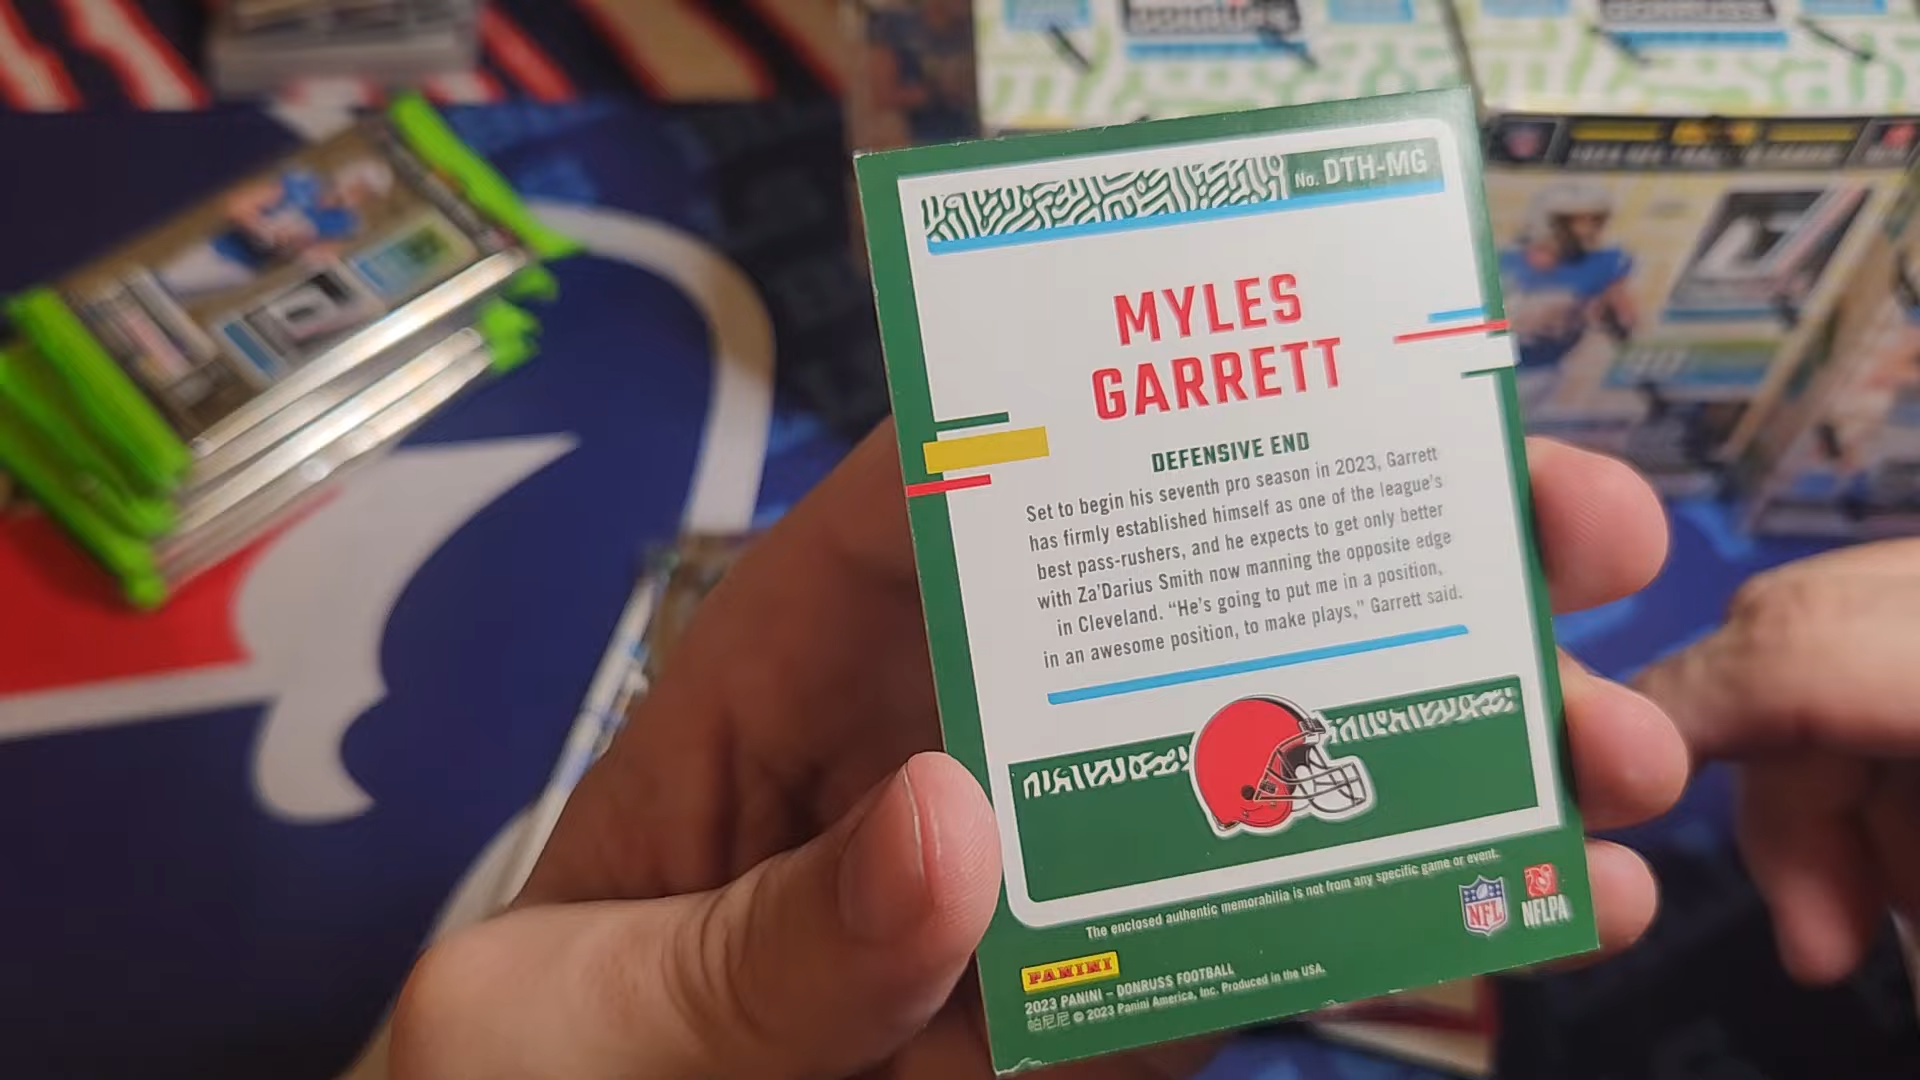 DONRUSS
DONRUSS
No. DTH-MG
MYLES
GARRETT
DEFENSIVE END
Set to begin his seventh pro season in 2023, Garrett
has firmly established himself as one of the league's
best pass-rushers, and he expects to get only better
with Za'Darius Smith now manning the opposite edge
in Cleveland. “He's going to put me in a position,
in an awesome position, to make plays,” Garrett said.
The enclosed authentic memorabilia is not from any specific game or event.
NFL
NFLPA
PANINI
2023 PANINI – DONRUSS FOOTBALL
帕尼尼 © 2023 Panini America, Inc. Produced in the USA.